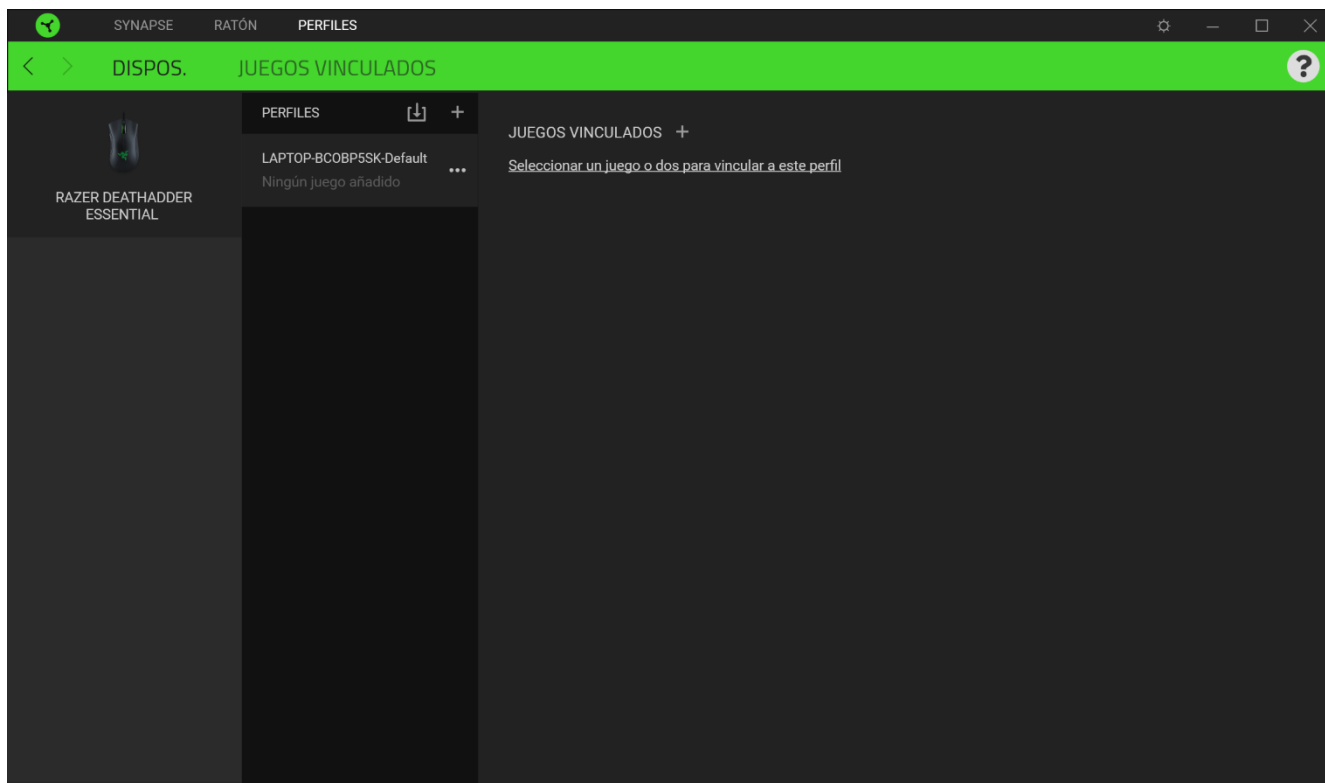 SYNAPSE RATÓN PERFILES
DISPOS. JUEGOS VINCULADOS
?
RAZER DEATHADDER
ESSENTIAL
PERFILES
LAPTOP-BCOBP5SK-Default
Ningún juego añadido
JUEGOS VINCULADOS +
Seleccionar un juego o dos para vincular a este perfil